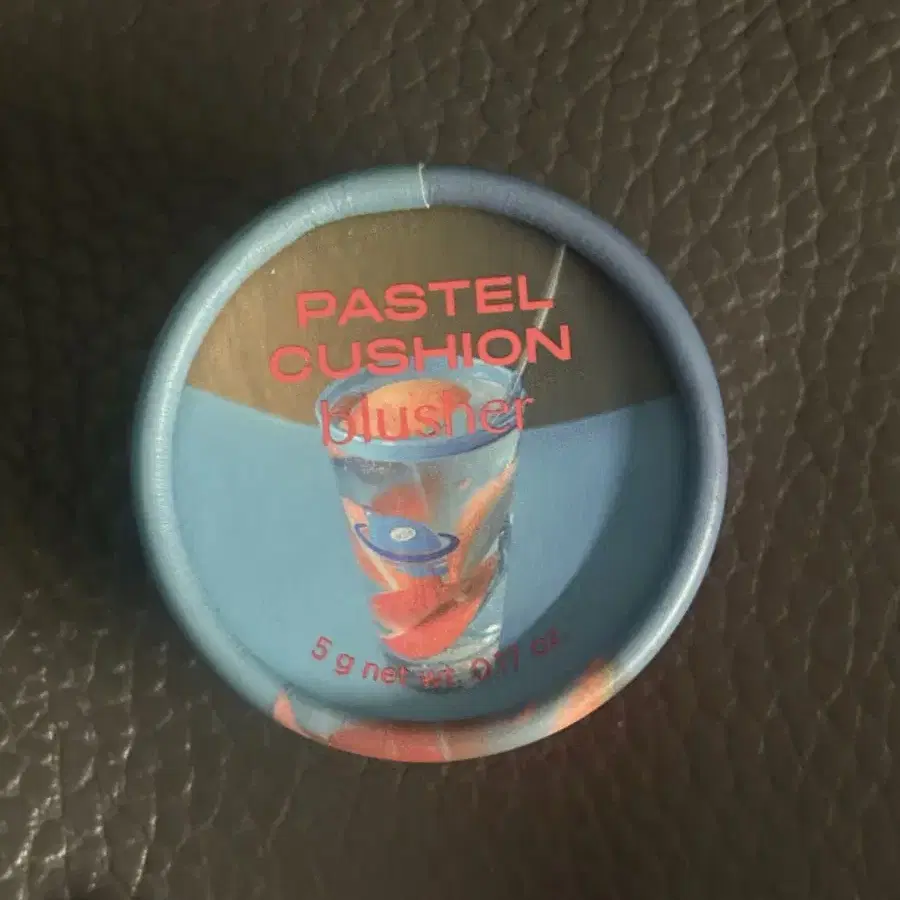 PASTEL
CUSHION
blusher
5 g net wt. 0.17 oz.